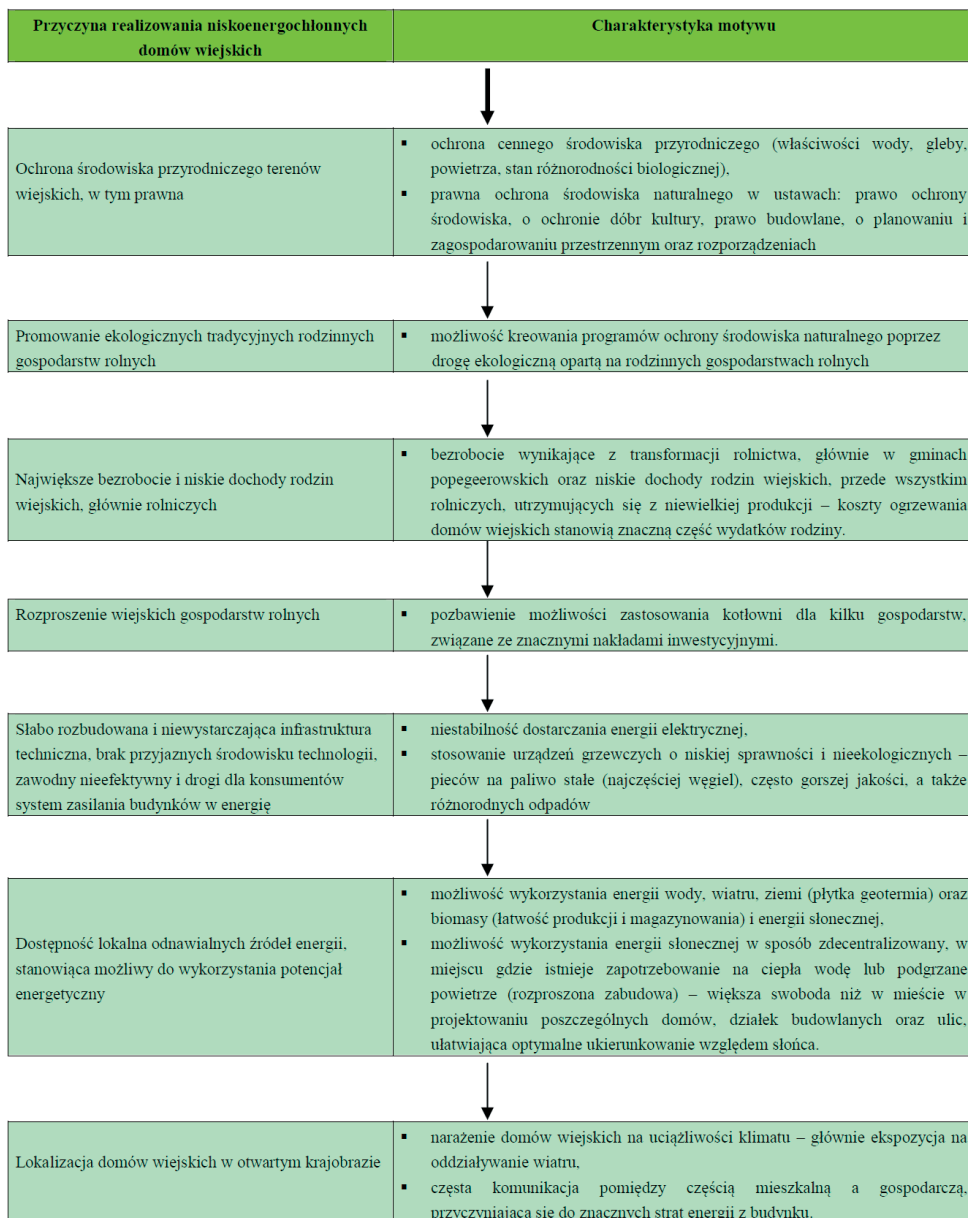 Przyczyna realizowania niskoenergochłonnych
domów wiejskich
Charakterystyka motywu
Ochrona środowiska przyrodniczego terenów
wiejskich, w tym prawna
▪ ochrona cennego środowiska przyrodniczego (właściwości wody, gleby,
powietrza, stan różnorodności biologicznej),
▪ prawna ochrona środowiska naturalnego w ustawach: prawo ochrony
środowiska, o ochronie dóbr kultury, prawo budowlane, o planowaniu i
zagospodarowaniu przestrzennym oraz rozporządzeniach
Promowanie ekologicznych tradycyjnych rodzinnych
gospodarstw rolnych
▪ możliwość kreowania programów ochrony środowiska naturalnego poprzez
drogę ekologiczną opartą na rodzinnych gospodarstwach rolnych
Największe bezrobocie i niskie dochody rodzin
wiejskich, głównie rolniczych
▪ bezrobocie wynikające z transformacji rolnictwa, głównie w gminach
popegeerowskich oraz niskie dochody rodzin wiejskich, przede wszystkim
rolniczych, utrzymujących się z niewielkiej produkcji – koszty ogrzewania
domów wiejskich stanowią znaczną część wydatków rodziny.
Rozproszenie wiejskich gospodarstw rolnych
▪ pozbawienie możliwości zastosowania kotłowni dla kilku gospodarstw,
związane ze znacznymi nakładami inwestycyjnymi.
Słabo rozbudowana i niewystarczająca infrastruktura
techniczna, brak przyjaznych środowisku technologii,
zawodny nieefektywny i drogi dla konsumentów
system zasilania budynków w energię
▪ niestabilność dostarczania energii elektrycznej,
▪ stosowanie urządzeń grzewczych o niskiej sprawności i nieekologicznych –
pieców na paliwo stałe (najczęściej węgiel), często gorszej jakości, a także
różnorodnych odpadów
Dostępność lokalna odnawialnych źródeł energii,
stanowiąca możliwy do wykorzystania potencjał
energetyczny
▪ możliwość wykorzystania energii wody, wiatru, ziemi (płytka geotermia) oraz
biomasy (łatwość produkcji i magazynowania) i energii słonecznej,
▪ możliwość wykorzystania energii słonecznej w sposób zdecentralizowany, w
miejscu gdzie istnieje zapotrzebowanie na ciepła wodę lub podgrzane
powietrze (rozproszona zabudowa) – większa swoboda niż w mieście w
projektowaniu poszczególnych domów, działek budowlanych oraz ulic,
ułatwiająca optymalne ukierunkowanie względem słońca.
Lokalizacja domów wiejskich w otwartym krajobrazie
▪ narażenie domów wiejskich na uciążliwości klimatu – głównie ekspozycja na
oddziaływanie wiatru,
▪ częsta komunikacja pomiędzy częścią mieszkalną a gospodarczą,
przyczyniająca się do znacznych strat energii z budynku.